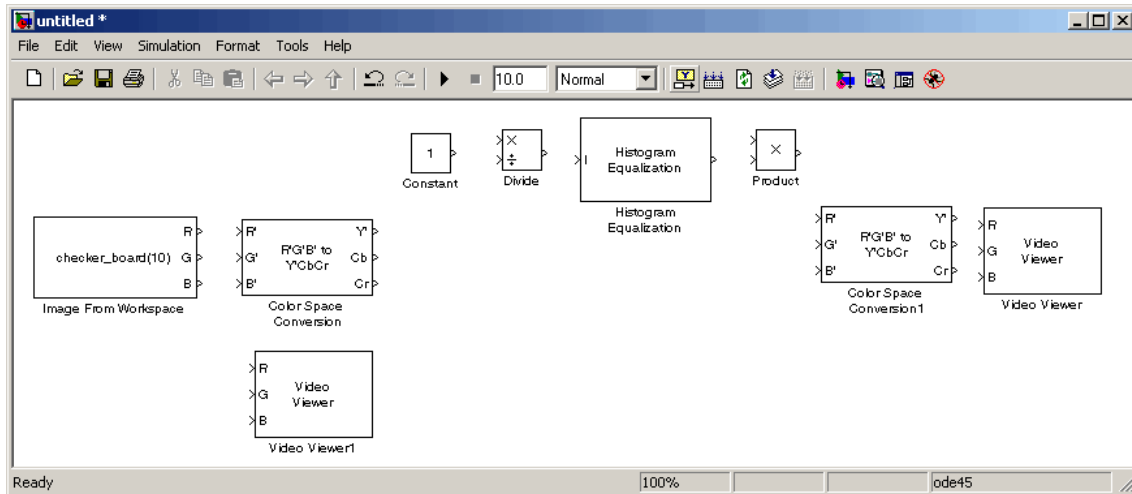 untitled *
File Edit View Simulation Format Tools Help
10.0 Normal
1
Constant
×
÷
Divide
I
Histogram
Equalization
Histogram
Equalization
×
Product
checker_board(10)
R
G
B
Image From Workspace
R'
G'
B'
R'G'B' to
Y'CbCr
Y'
Cb
Cr
Color Space
Conversion
R'
G'
B'
R'G'B' to
Y'CbCr
Y'
Cb
Cr
Color Space
Conversion1
R
G
B
Video
Viewer
Video Viewer
R
G
B
Video
Viewer
Video Viewer1
Ready 100% ode45